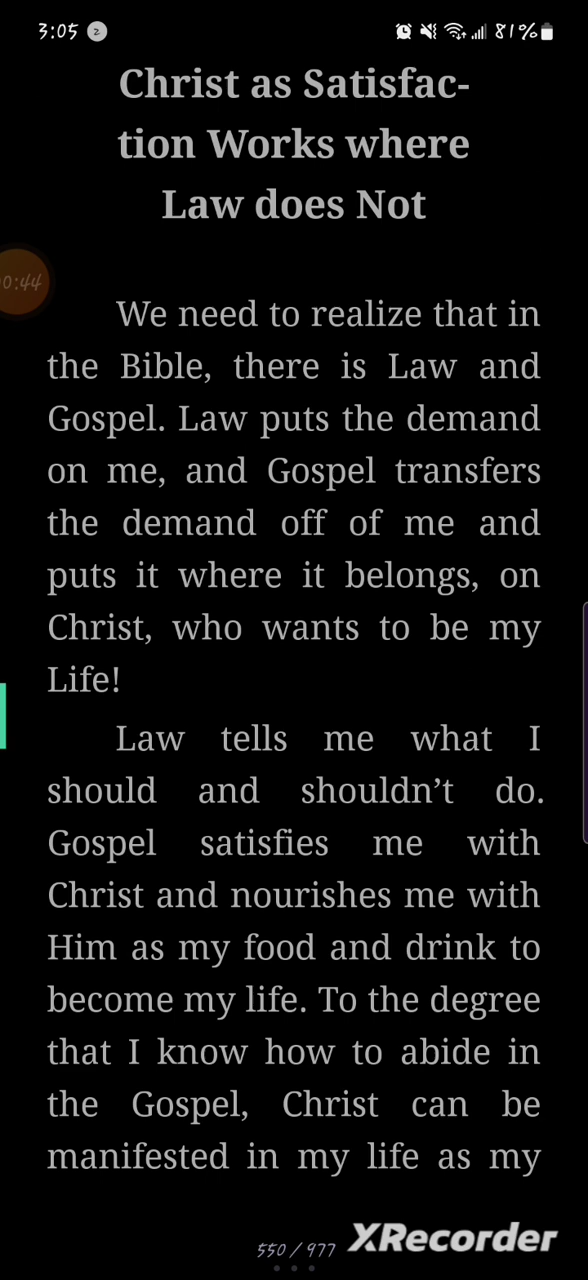 3:05 2 81%
Christ as Satisfac-
tion Works where
Law does Not
0:44
We need to realize that in
the Bible, there is Law and
Gospel. Law puts the demand
on me, and Gospel transfers
the demand off of me and
puts it where it belongs, on
Christ, who wants to be my
Life!
Law tells me what I
should and shouldn’t do.
Gospel satisfies me with
Christ and nourishes me with
Him as my food and drink to
become my life. To the degree
that I know how to abide in
the Gospel, Christ can be
manifested in my life as my
550 / 977 XRecorder